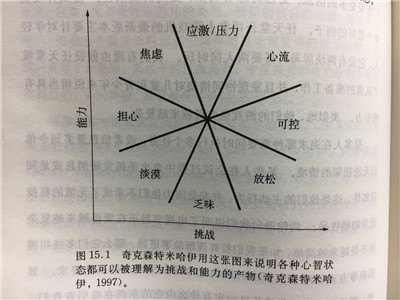 应激/压力
焦虑
心流
担心
能力
可控
淡漠
放松
乏味
挑战
图 15.1 奇克森特米哈伊用这张图来说明各种心智状
态都可以被理解为挑战和能力的产物(奇克森特米哈
伊,1997)。